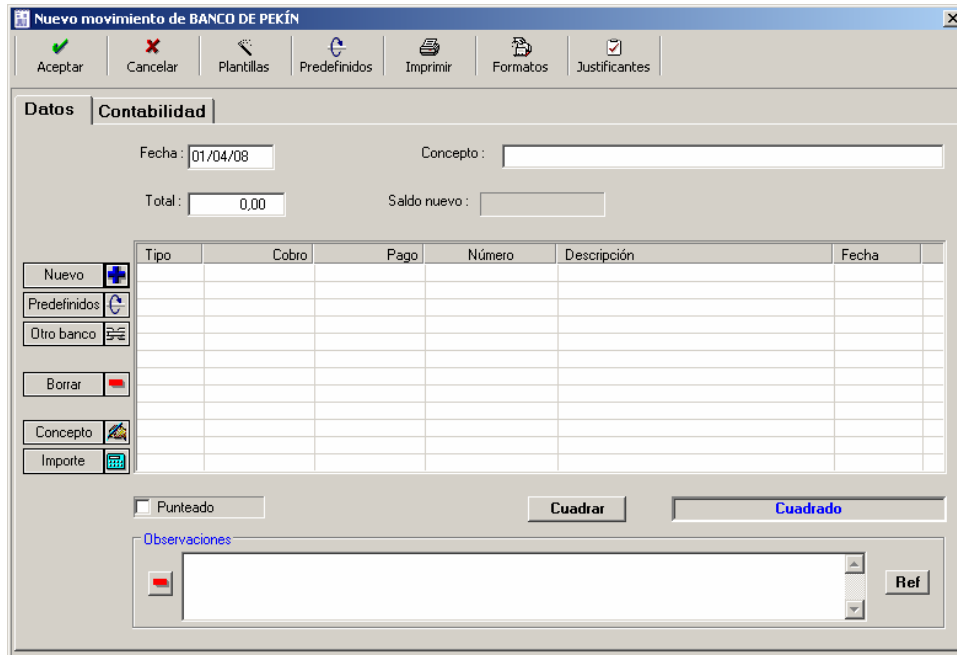 Nuevo movimiento de BANCO DE PEKÍN
Aceptar Cancelar Plantillas Predefinidos Imprimir Formatos Justificantes
Datos Contabilidad
Fecha : 01/04/08 Concepto :
Total : 0,00 Saldo nuevo :
Tipo Cobro Pago Número Descripción Fecha
Nuevo
Predefinidos
Otro banco
Borrar
Concepto
Importe
Punteado Cuadrar Cuadrado
Observaciones
Ref